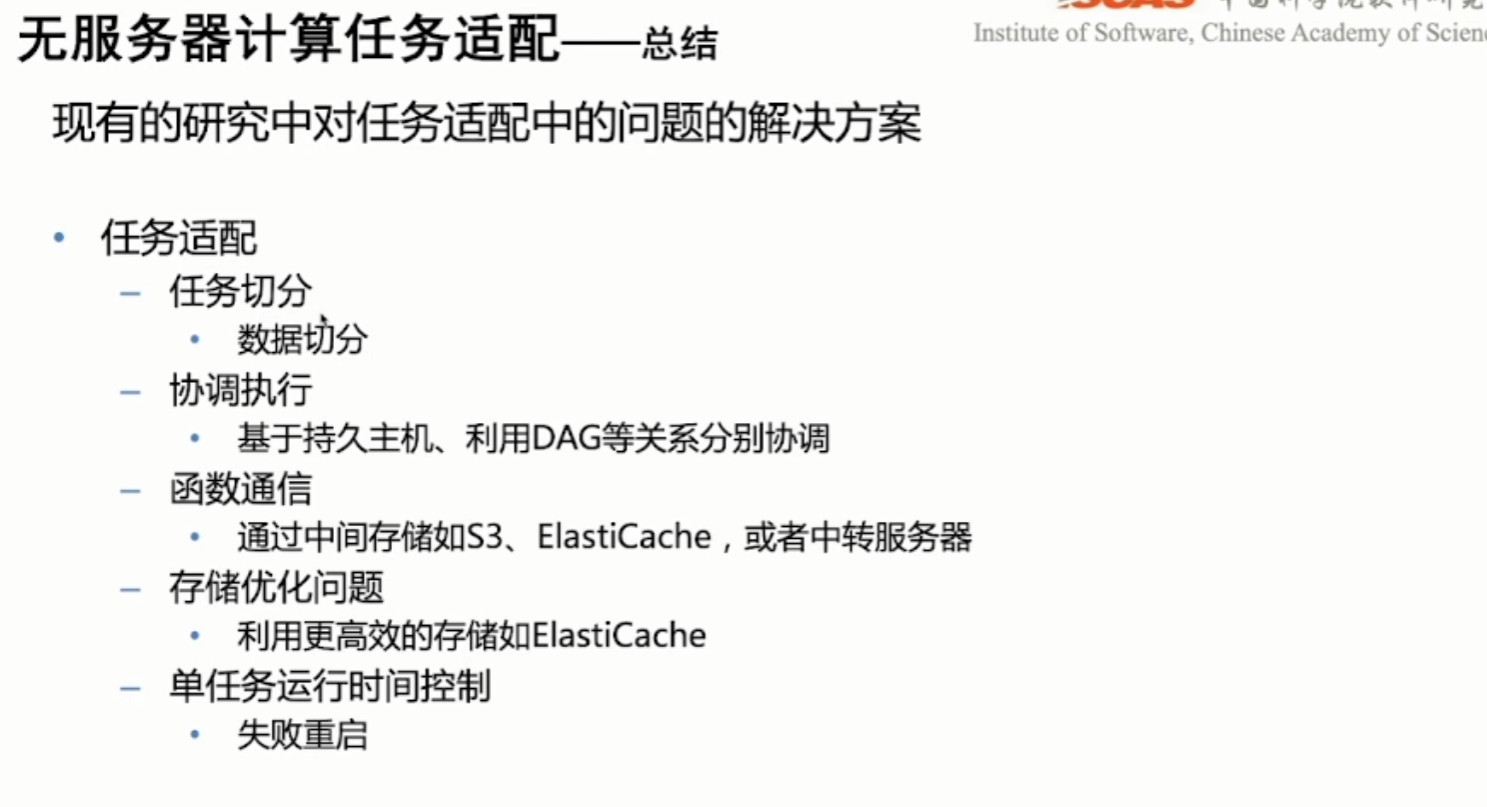 无服务器计算任务适配——总结
Institute of Software, Chinese Academy of
现有的研究中对任务适配中的问题的解决方案
• 任务适配
– 任务切分
• 数据切分
– 协调执行
• 基于持久主机、利用DAG等关系分别协调
– 函数通信
• 通过中间存储如S3、ElastiCache，或者中转服务器
– 存储优化问题
• 利用更高效的存储如ElastiCache
– 单任务运行时间控制
• 失败重启